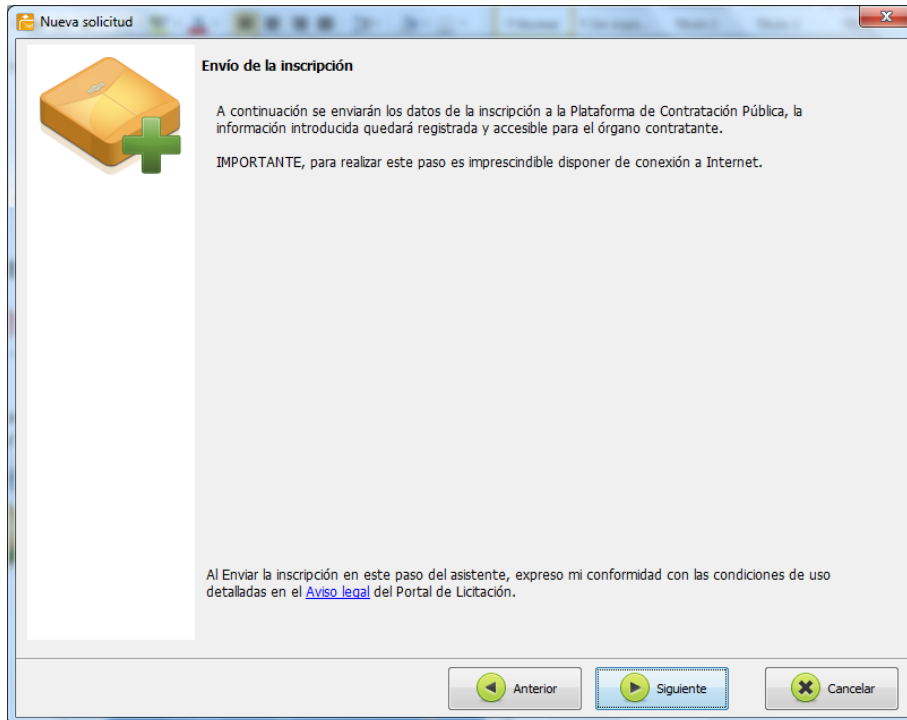 Nueva solicitud
Envío de la inscripción
A continuación se enviarán los datos de la inscripción a la Plataforma de Contratación Pública, la
información introducida quedará registrada y accesible para el órgano contratante.
IMPORTANTE, para realizar este paso es imprescindible disponer de conexión a Internet.
Al Enviar la inscripción en este paso del asistente, expreso mi conformidad con las condiciones de uso
detalladas en el Aviso legal del Portal de Licitación.
Anterior
Siguiente
Cancelar